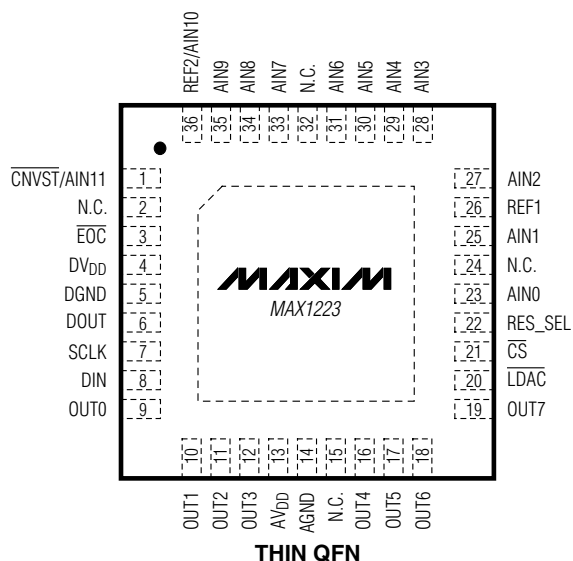 REF2/AIN10
AIN9
AIN8
AIN7
N.C.
AIN6
AIN5
AIN4
AIN3
36
35
34
33
32
31
30
29
28
CNVST/AIN11 1
N.C. 2
EOC 3
DVDD 4
DGND 5
DOUT 6
SCLK 7
DIN 8
OUT0 9
27 AIN2
26 REF1
25 AIN1
24 N.C.
23 AIN0
22 RES_SEL
21 CS
20 LDAC
19 OUT7
MAXIM
MAX1223
10
11
12
13
14
15
16
17
18
OUT1
OUT2
OUT3
AVDD
AGND
N.C.
OUT4
OUT5
OUT6
THIN QFN